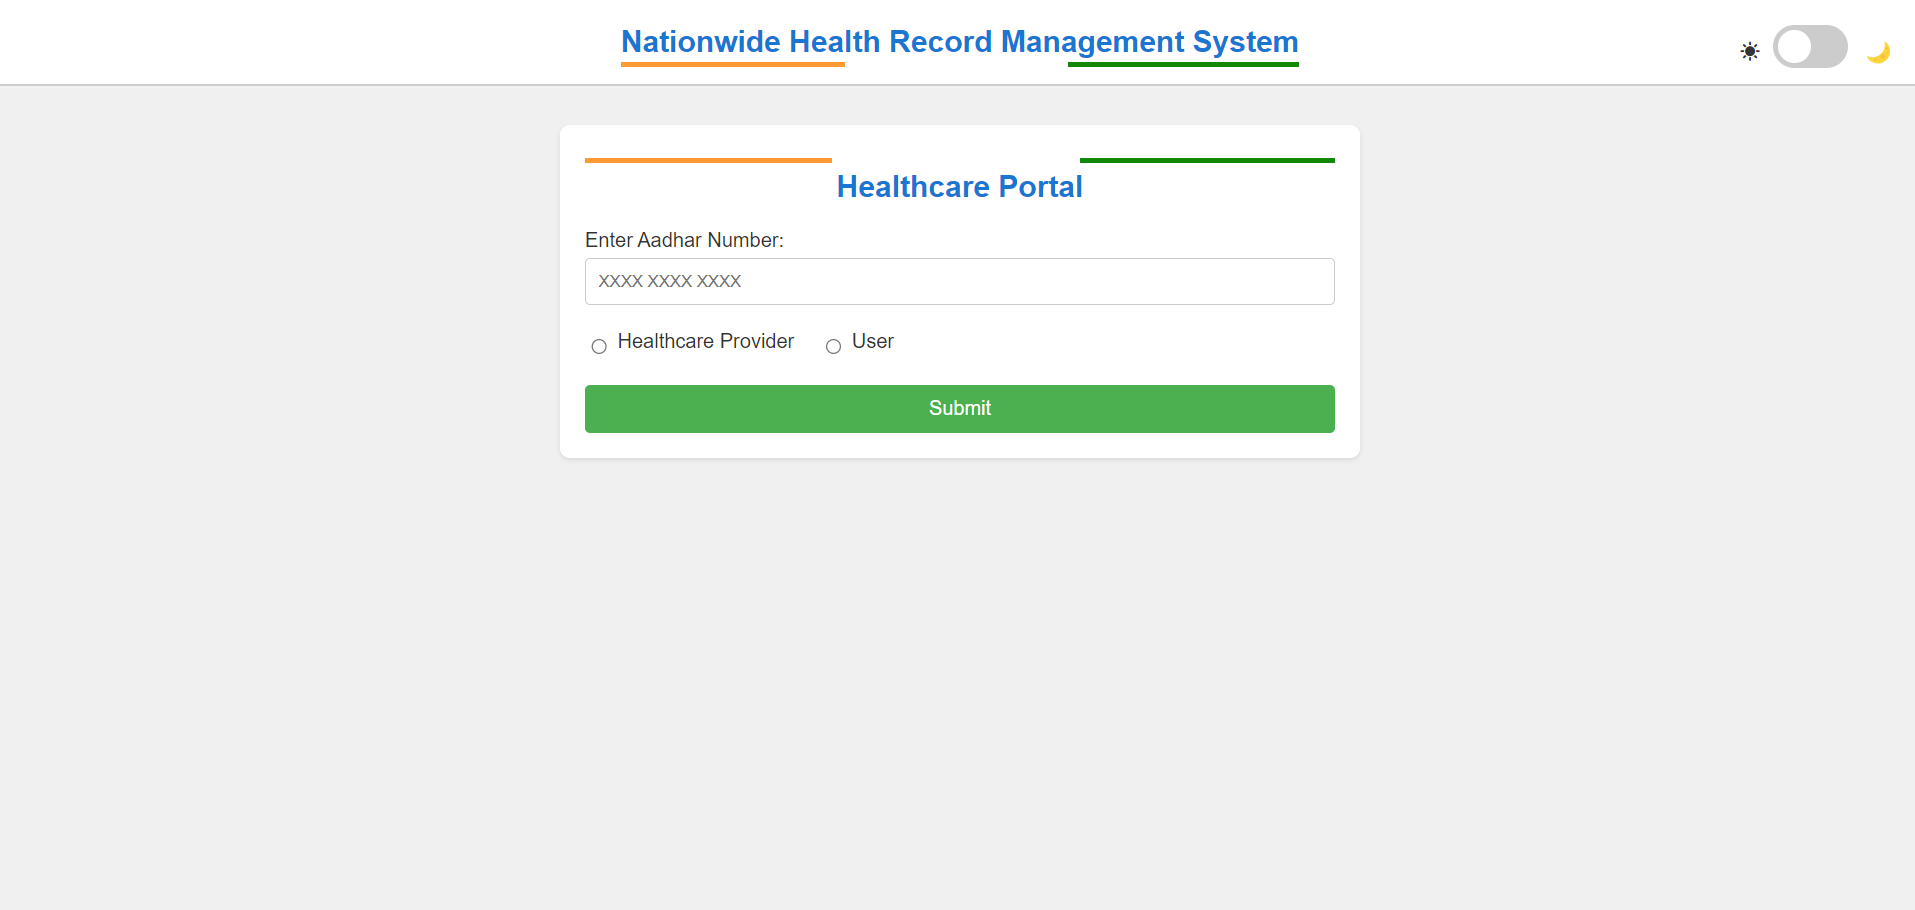 Nationwide Health Record Management System
Healthcare Portal
Enter Aadhar Number:
XXXX XXXX XXXX
Healthcare Provider User
Submit